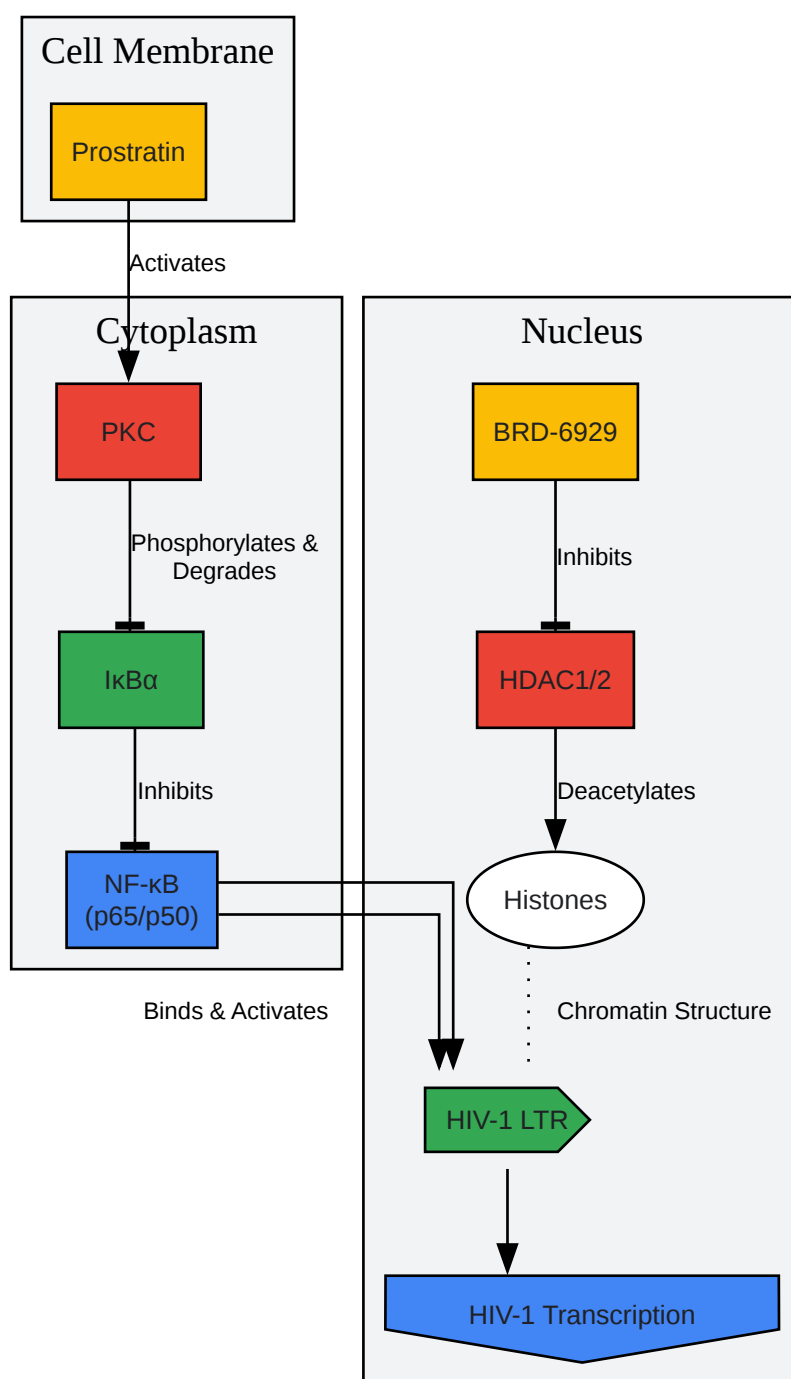 Cell Membrane
Prostratin
Activates
Cytoplasm
PKC
Phosphorylates &
Degrades
IκBα
Inhibits
NF-κB
(p65/p50)
Binds & Activates
Nucleus
BRD-6929
Inhibits
HDAC1/2
Deacetylates
Histones
Chromatin Structure
HIV-1 LTR
HIV-1 Transcription